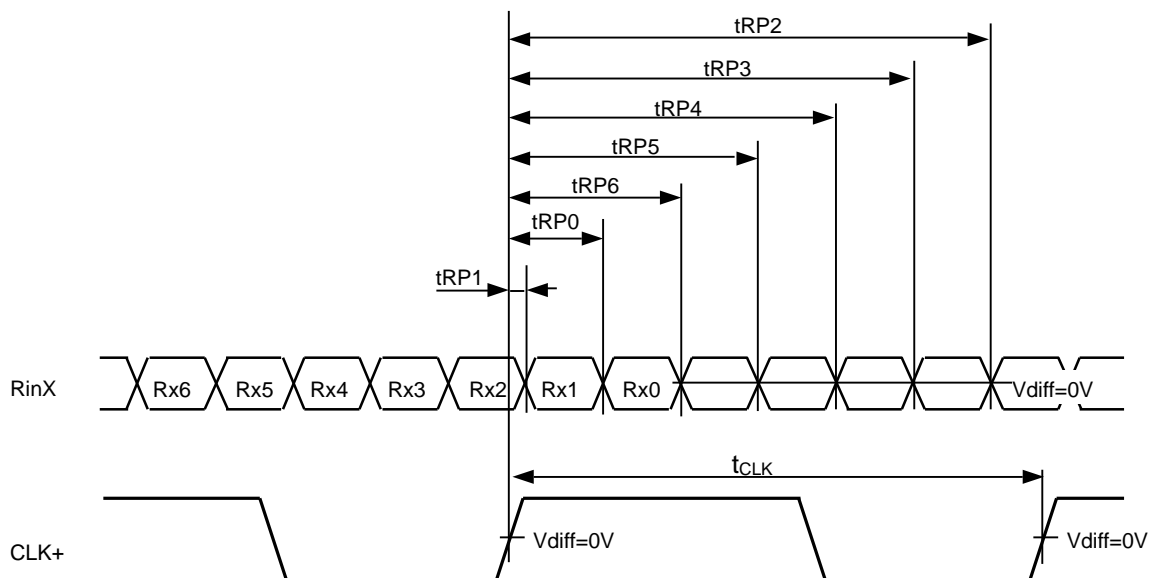 tRP2
tRP3
tRP4
tRP5
tRP6
tRP0
tRP1
RinX Rx6 Rx5 Rx4 Rx3 Rx2 Rx1 Rx0 Vdiff=0V
tCLK
CLK+ Vdiff=0V Vdiff=0V